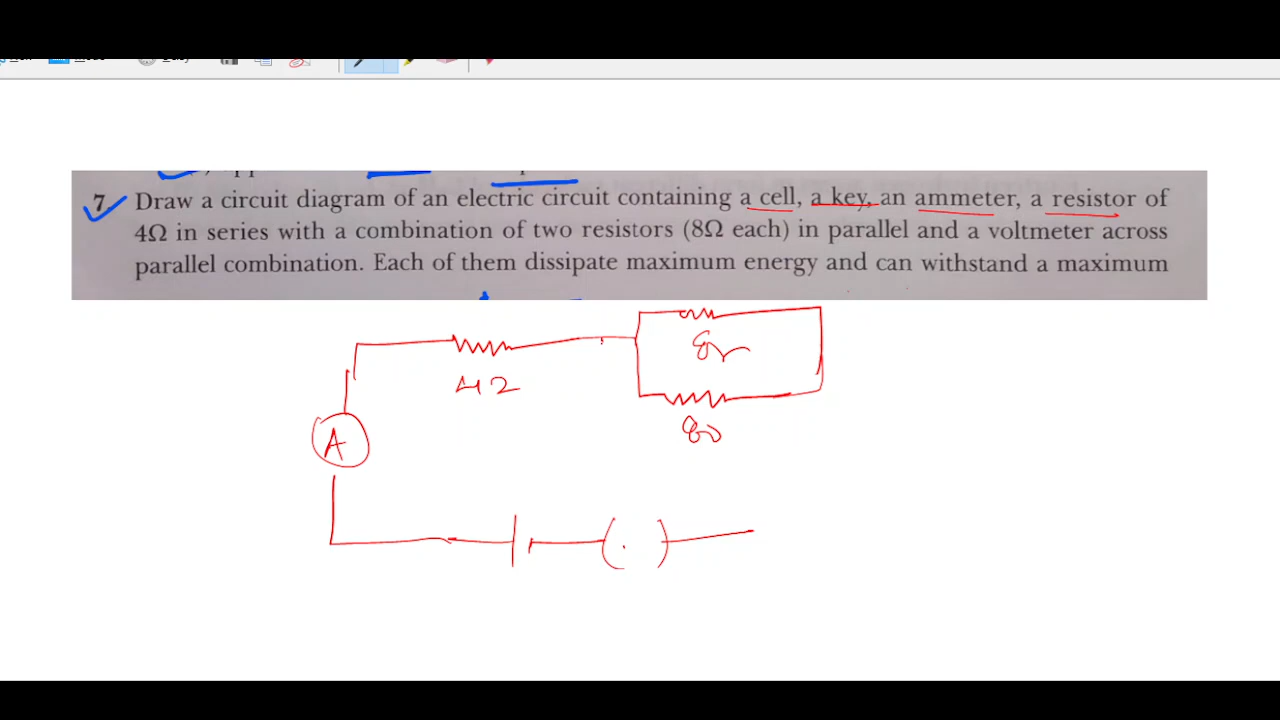 7 Draw a circuit diagram of an electric circuit containing a cell, a key, an ammeter, a resistor of
4Ω in series with a combination of two resistors (8Ω each) in parallel and a voltmeter across
parallel combination. Each of them dissipate maximum energy and can withstand a maximum
8Ω
4Ω
A
8Ω